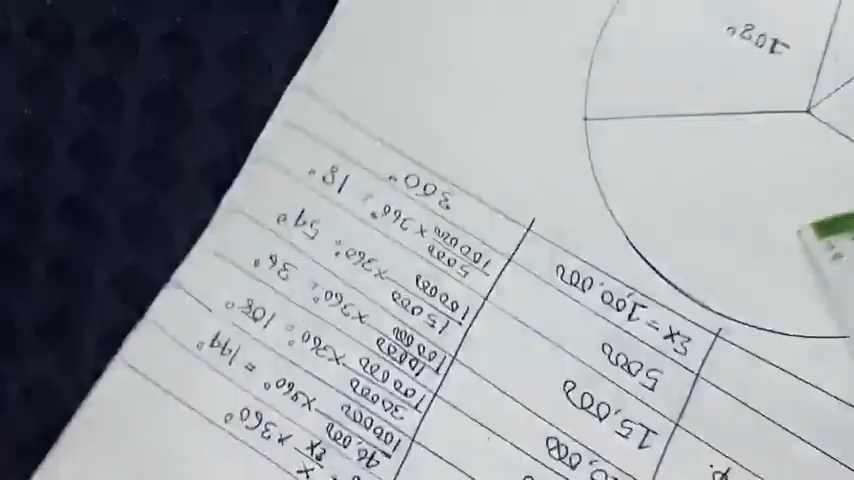 X/ΣX × 360°
40,000/100000 × 360° = 144°
30000/100000 × 360° = 108°
10000/100000 × 360° = 36°
15000/100000 × 360° = 54°
5000/100000 × 360° = 18°
15,000
5000
ΣX = 100,000
360°
108°